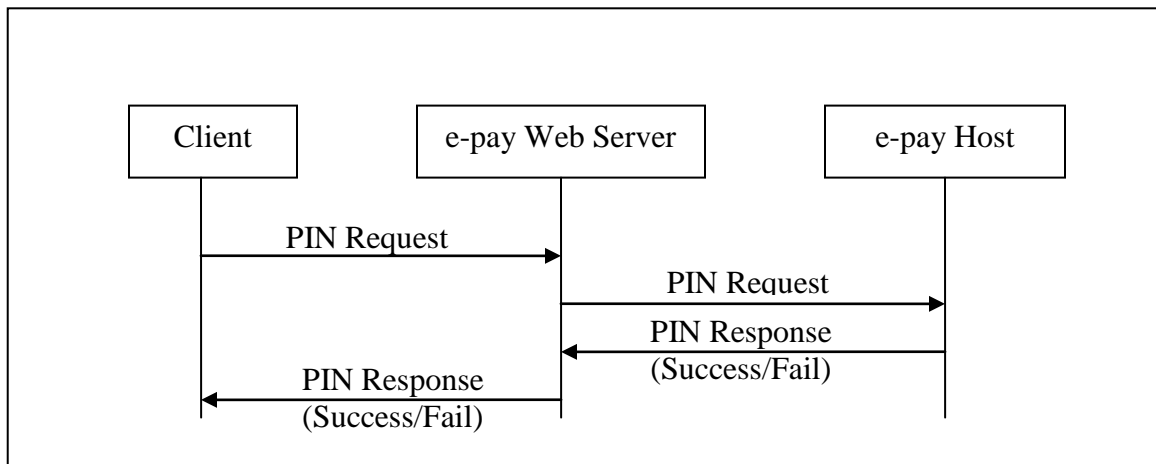 Client
e-pay Web Server
e-pay Host
PIN Request
PIN Request
PIN Response
(Success/Fail)
PIN Response
(Success/Fail)